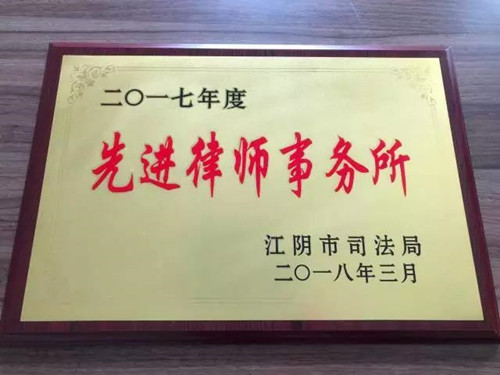 二〇一七年度
先进律师事务所
江阴市司法局
二〇一八年三月